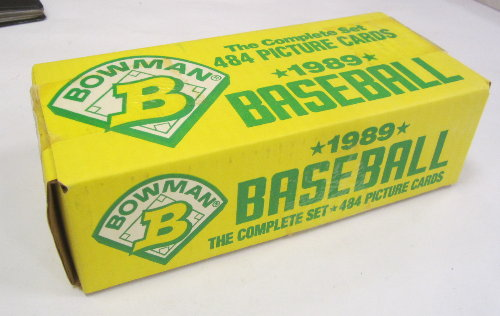 The Complete Set
484 PICTURE CARDS
★1989★
BASEBALL
BOWMAN®
B
★1989★
BASEBALL
THE COMPLETE SET★484 PICTURE CARDS
BOWMAN®
B